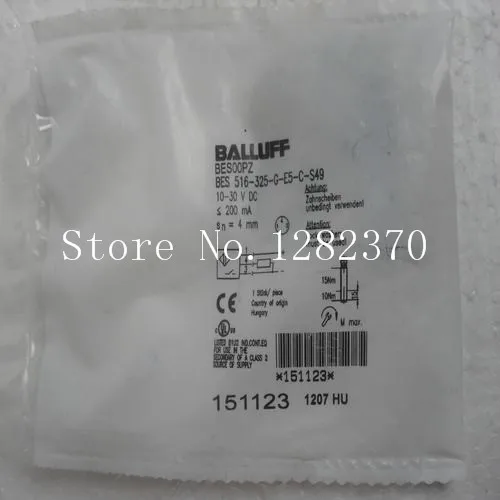 BALLUFF
BES00PZ
BES 516-325-G-E5-C-S49
10-30 V DC
≤ 200 mA
sn = 4 mm
Achtung:
Zahnscheiben
unbedingt verwenden!
Attention:
Store No. :1282370
15Nm
10Nm
1 Stück/ piece
Country of origin
Hungary
M max.
CE
LISTED 81U2 IND.CONT.EQ
FOR USE IN THE
SECONDARY OF A CLASS 2
SOURCE OF SUPPLY
*151123*
151123 1207 HU